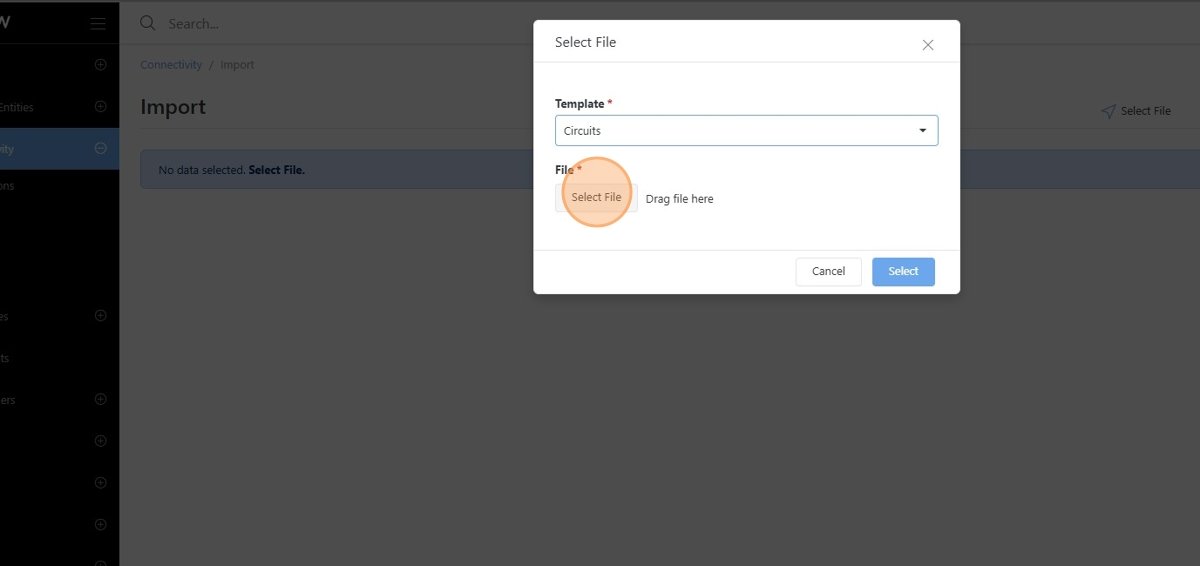 W
Search...
Connectivity / Import
Entities
Import
Select File
vity
No data selected. Select File.
ons
es
ts
ers
Select File
Template *
Circuits
File *
Select File
Drag file here
Cancel
Select